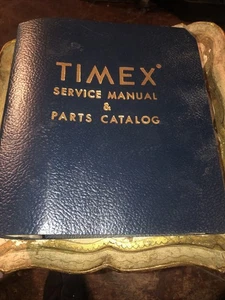 TIMEX®
SERVICE MANUAL
&
PARTS CATALOG